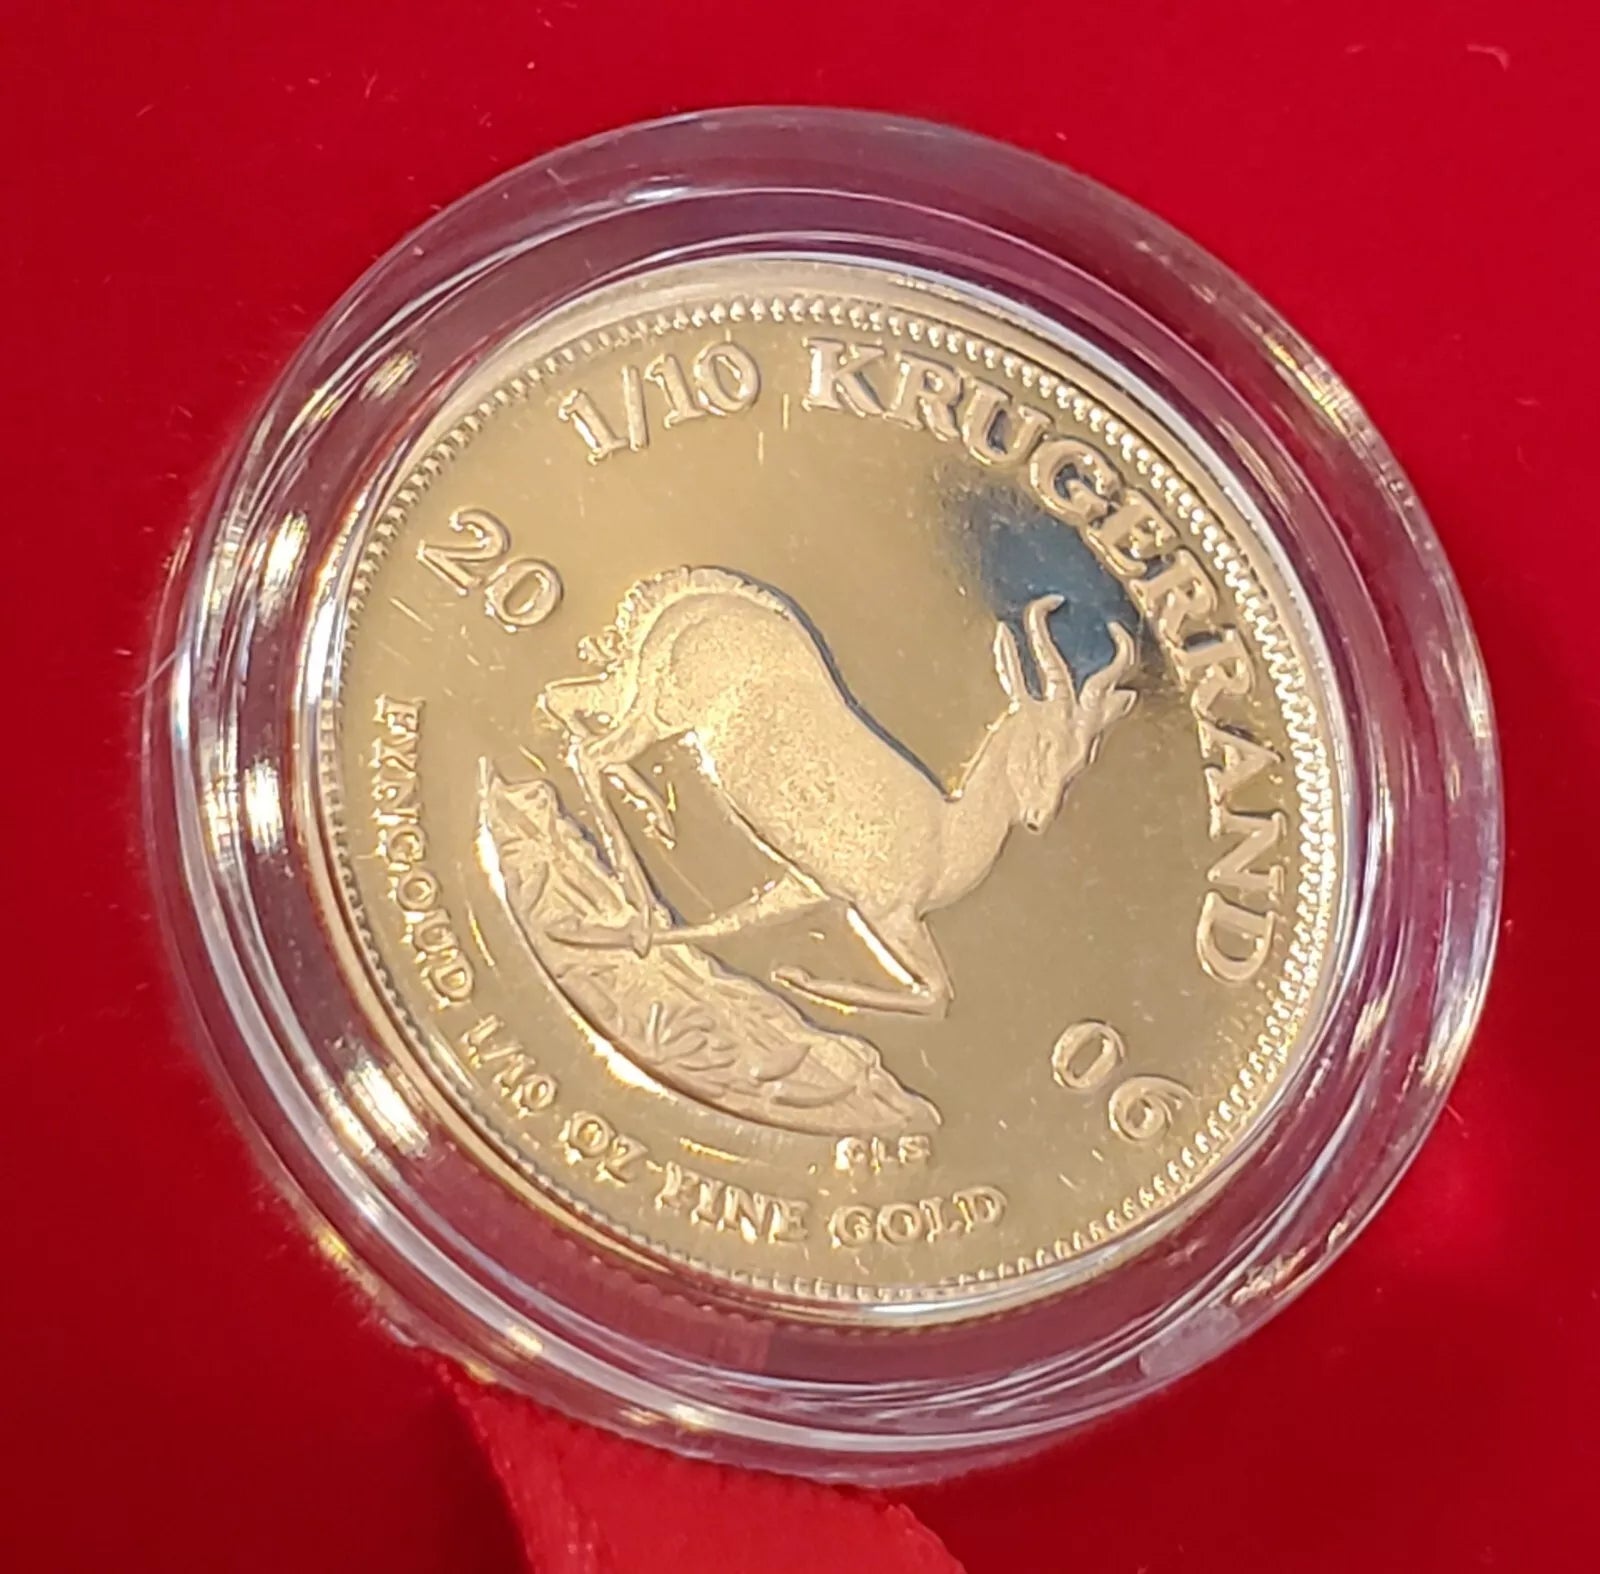 1/10 KRUGERRAND
20 06
FYNGOUD 1/10 OZ FINE GOLD
CLS